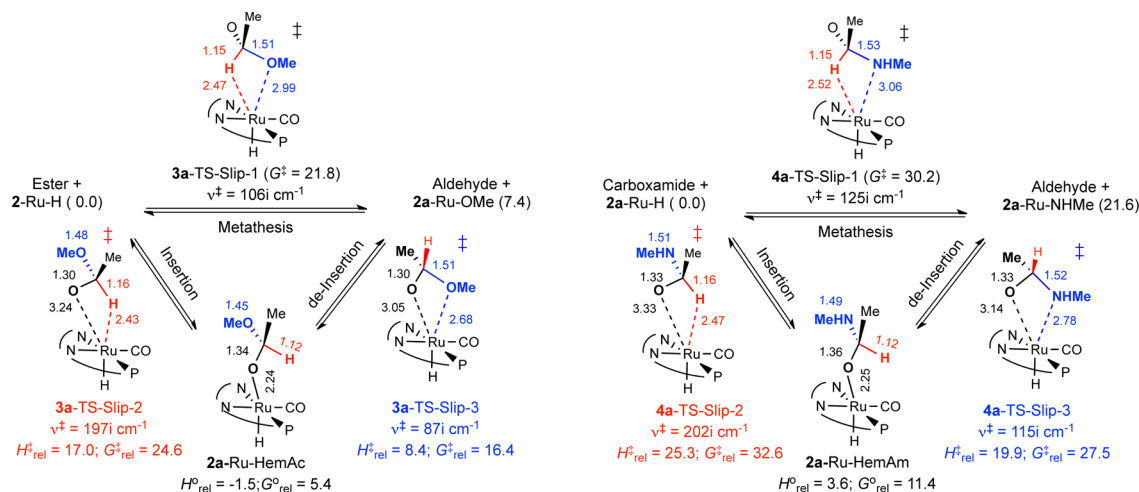 O
Me
‡
1.15
1.51
H
OMe
2.47
2.99
N
N
Ru
CO
P
H
3a-TS-Slip-1 (G‡ = 21.8)
ν‡ = 106i cm-1
Ester +
2-Ru-H ( 0.0)
Aldehyde +
2a-Ru-OMe (7.4)
Metathesis
1.48
‡
MeO
Me
1.30
1.16
O
H
3.24
2.43
N
N
Ru
CO
P
H
3a-TS-Slip-2
ν‡ = 197i cm-1
H‡rel = 17.0; G‡rel = 24.6
Insertion
de-Insertion
1.45
Me
MeO
1.34
1.12
H
O
2.24
N
N
Ru
CO
P
H
2a-Ru-HemAc
Horel = -1.5;Gorel = 5.4
H
‡
Me
1.30
1.51
O
OMe
3.05
2.68
N
N
Ru
CO
P
H
3a-TS-Slip-3
ν‡ = 87i cm-1
H‡rel = 8.4; G‡rel = 16.4
O
Me
‡
1.15
1.53
H
NHMe
2.52
3.06
N
N
Ru
CO
P
H
4a-TS-Slip-1 (G‡ = 30.2)
ν‡ = 125i cm-1
Carboxamide +
2a-Ru-H ( 0.0)
Aldehyde +
2a-Ru-NHMe (21.6)
Metathesis
1.51
‡
MeHN
Me
1.33
1.16
O
H
3.33
2.47
N
N
Ru
CO
P
H
4a-TS-Slip-2
ν‡ = 202i cm-1
H‡rel = 25.3; G‡rel = 32.6
Insertion
de-Insertion
1.49
Me
MeHN
1.36
1.12
H
O
2.25
N
N
Ru
CO
P
H
2a-Ru-HemAm
Horel = 3.6; Gorel = 11.4
H
‡
Me
1.33
1.52
O
NHMe
3.14
2.78
N
N
Ru
CO
P
H
4a-TS-Slip-3
ν‡ = 115i cm-1
H‡rel = 19.9; G‡rel = 27.5